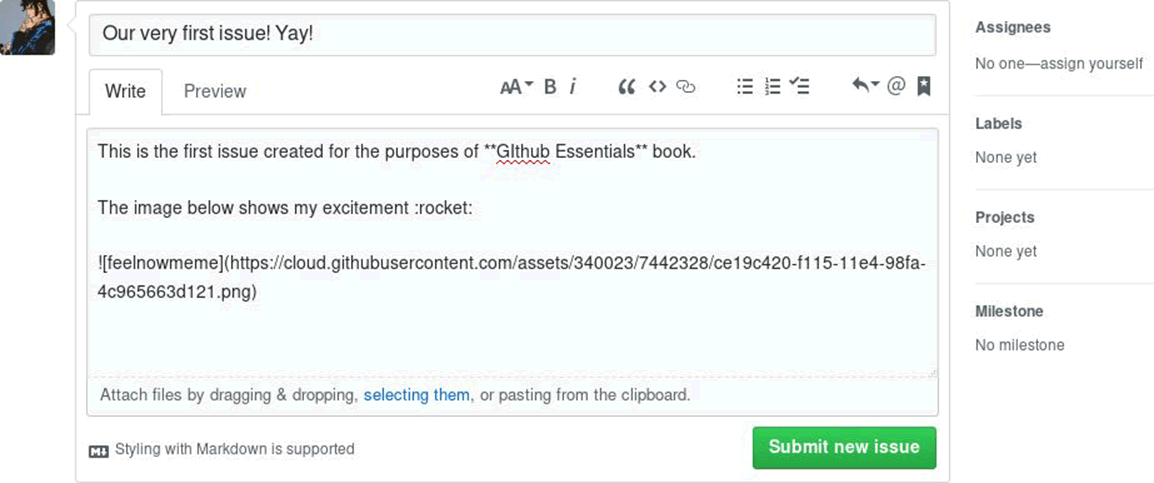 Our very first issue! Yay!
Write Preview AA B i @
This is the first issue created for the purposes of **GIthub Essentials** book.
The image below shows my excitement :rocket:
![feelnowmeme](https://cloud.githubusercontent.com/assets/340023/7442328/ce19c420-f115-11e4-98fa-
4c965663d121.png)
Attach files by dragging & dropping, selecting them, or pasting from the clipboard.
M↓ Styling with Markdown is supported
Submit new issue
Assignees
No one—assign yourself
Labels
None yet
Projects
None yet
Milestone
No milestone